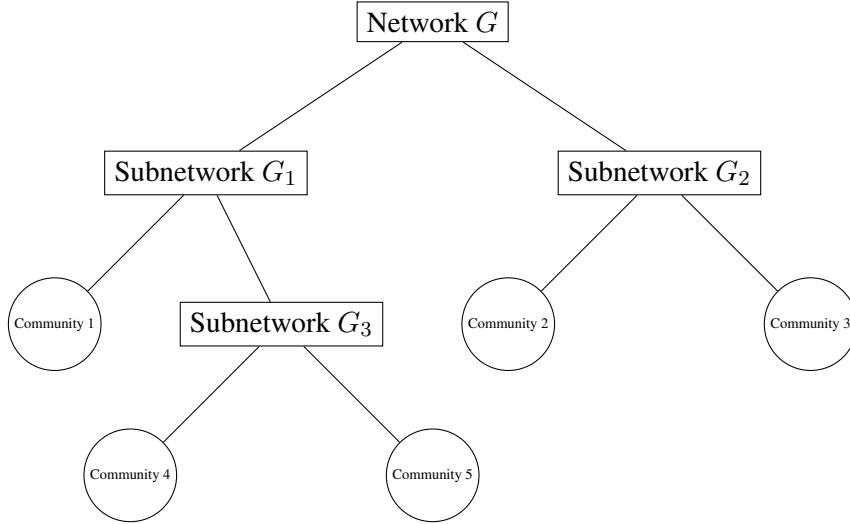 Network G
Subnetwork G₁
Subnetwork G₂
Community 1
Subnetwork G₃
Community 2
Community 3
Community 4
Community 5